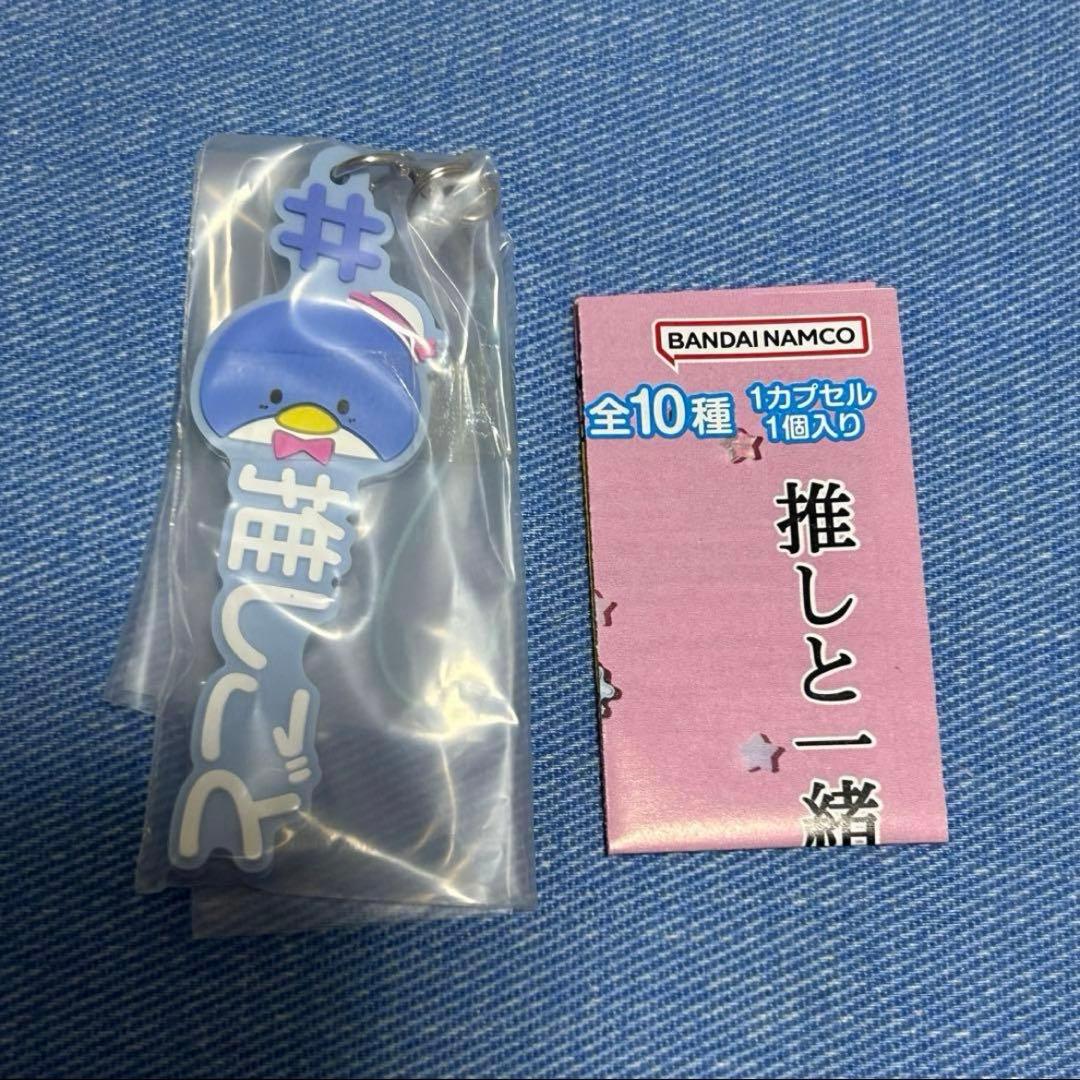 #推しごと
BANDAI NAMCO
全10種
1カプセル
1個入り
推しと一緒